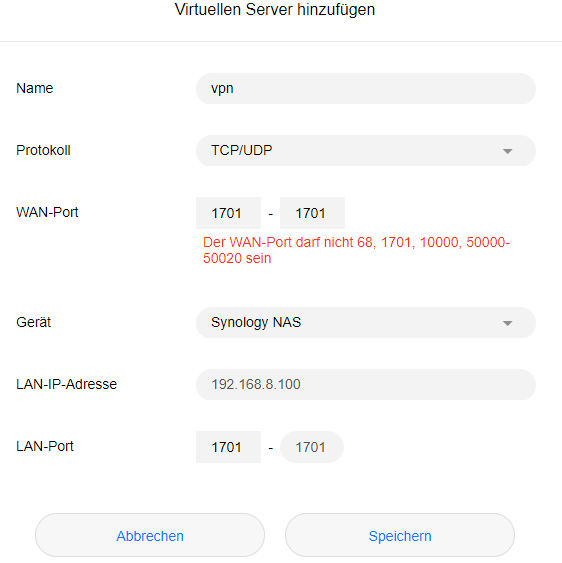 Virtuellen Server hinzufügen
Name vpn
Protokoll TCP/UDP
WAN-Port 1701 - 1701
Der WAN-Port darf nicht 68, 1701, 10000, 50000-
50020 sein
Gerät Synology NAS
LAN-IP-Adresse 192.168.8.100
LAN-Port 1701 - 1701
Abbrechen Speichern